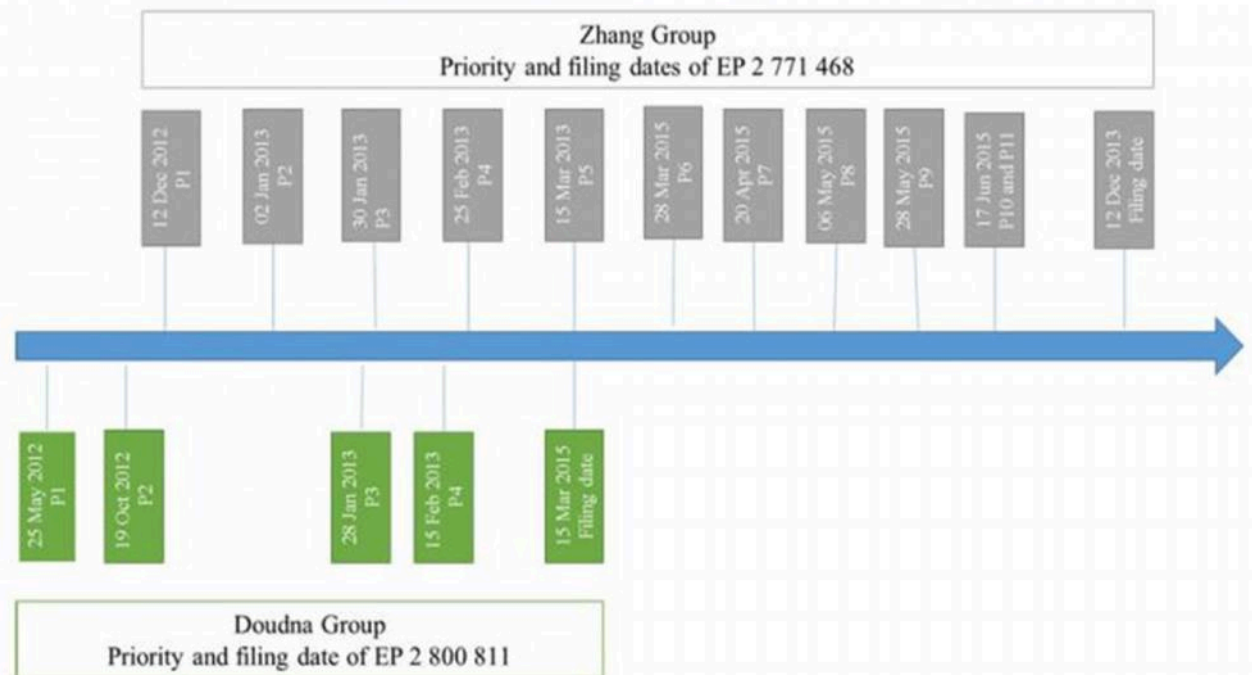 Zhang Group
Priority and filing dates of EP 2 771 468
12 Dec 2012
P1
02 Jan 2013
P2
30 Jan 2013
P3
25 Feb 2013
P4
15 Mar 2013
P5
28 Mar 2015
P6
20 Apr 2015
P7
06 May 2015
P8
28 May 2015
P9
17 Jun 2015
P10 and P11
12 Dec 2013
Filing date
25 May 2012
P1
19 Oct 2012
P2
28 Jan 2013
P3
15 Feb 2013
P4
15 Mar 2015
Filing date
Doudna Group
Priority and filing date of EP 2 800 811